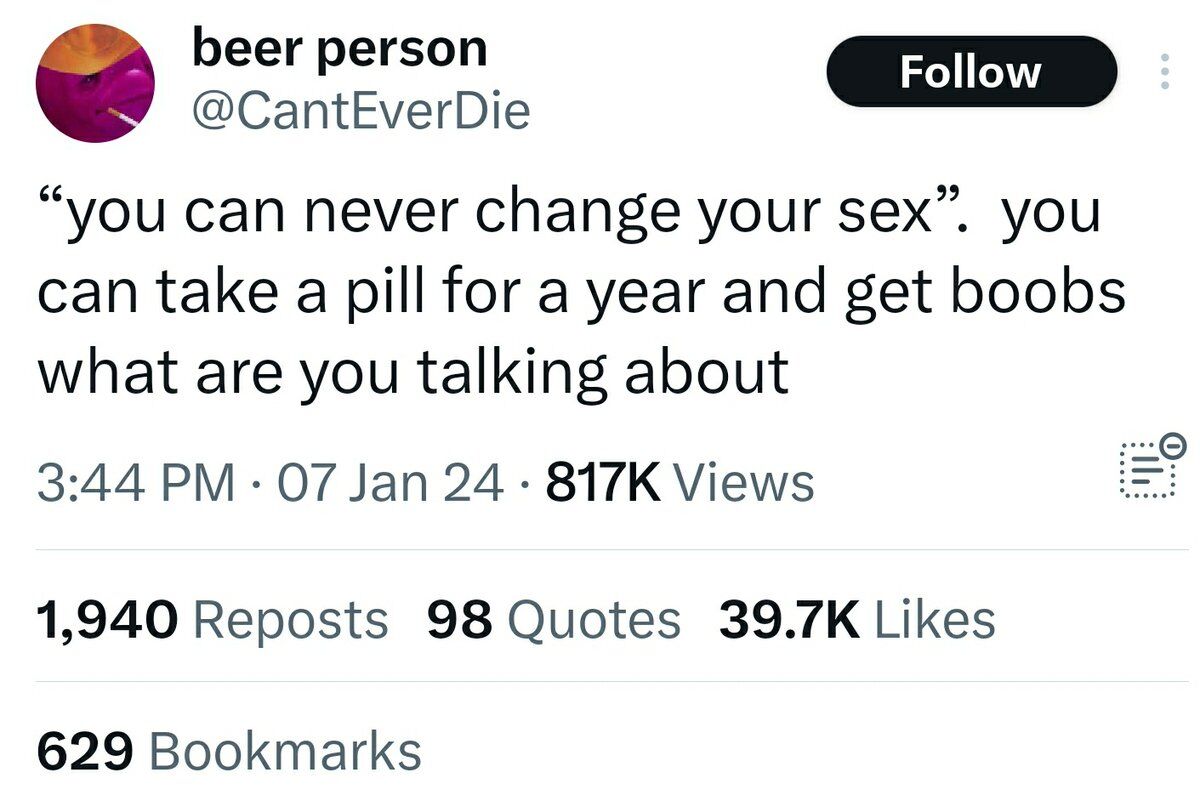 beer person
@CantEverDie
Follow
“you can never change your sex”.  you
can take a pill for a year and get boobs
what are you talking about
3:44 PM · 07 Jan 24 · 817K Views
1,940 Reposts 98 Quotes 39.7K Likes
629 Bookmarks